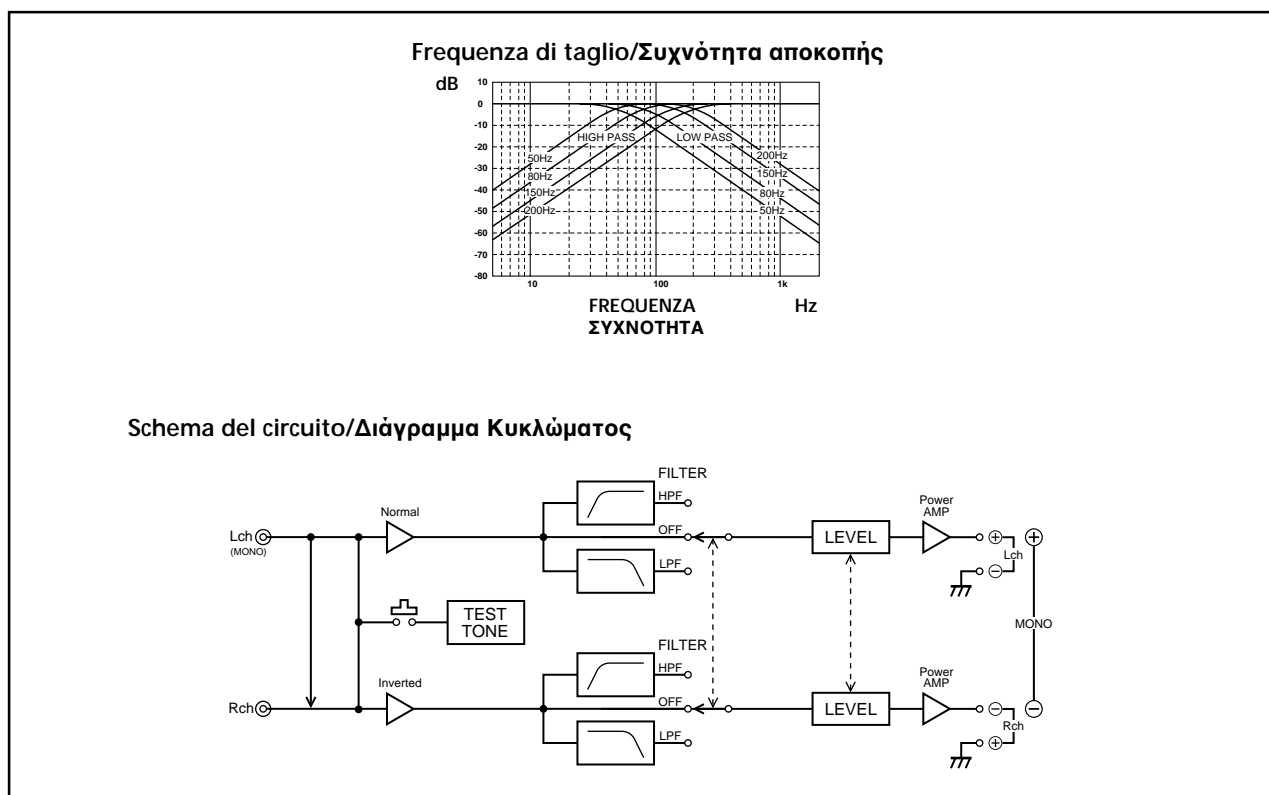 Frequenza di taglio/Συχνότητα αποκοπής
dB
10
0
-10
-20
-30
-40
-50
-60
-70
-80
HIGH PASS
LOW PASS
50Hz
80Hz
150Hz
200Hz
200Hz
150Hz
80Hz
50Hz
10
100
1k
FREQUENZA
Hz
ΣΥΧΝΟΤΗΤΑ
Schema del circuito/Διάγραμμα Κυκλώματος
FILTER
Lch
(MONO)
Normal
HPF
OFF
LPF
LEVEL
Power
AMP
+
Lch
-
+
TEST
TONE
MONO
FILTER
Rch
Inverted
HPF
OFF
LPF
LEVEL
Power
AMP
-
Rch
+
-